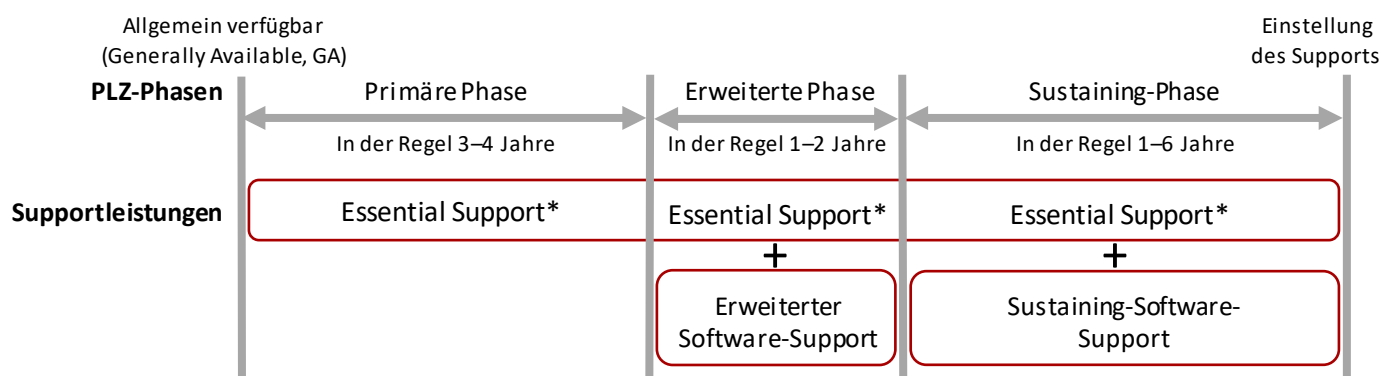 Allgemein verfügbar
(Generally Available, GA)
Einstellung
des Supports
PLZ-Phasen
Primäre Phase
Erweiterte Phase
Sustaining-Phase
In der Regel 3–4 Jahre
In der Regel 1–2 Jahre
In der Regel 1–6 Jahre
Supportleistungen
Essential Support*
Essential Support*
Essential Support*
+
+
Erweiterter
Software-Support
Sustaining-Software-
Support